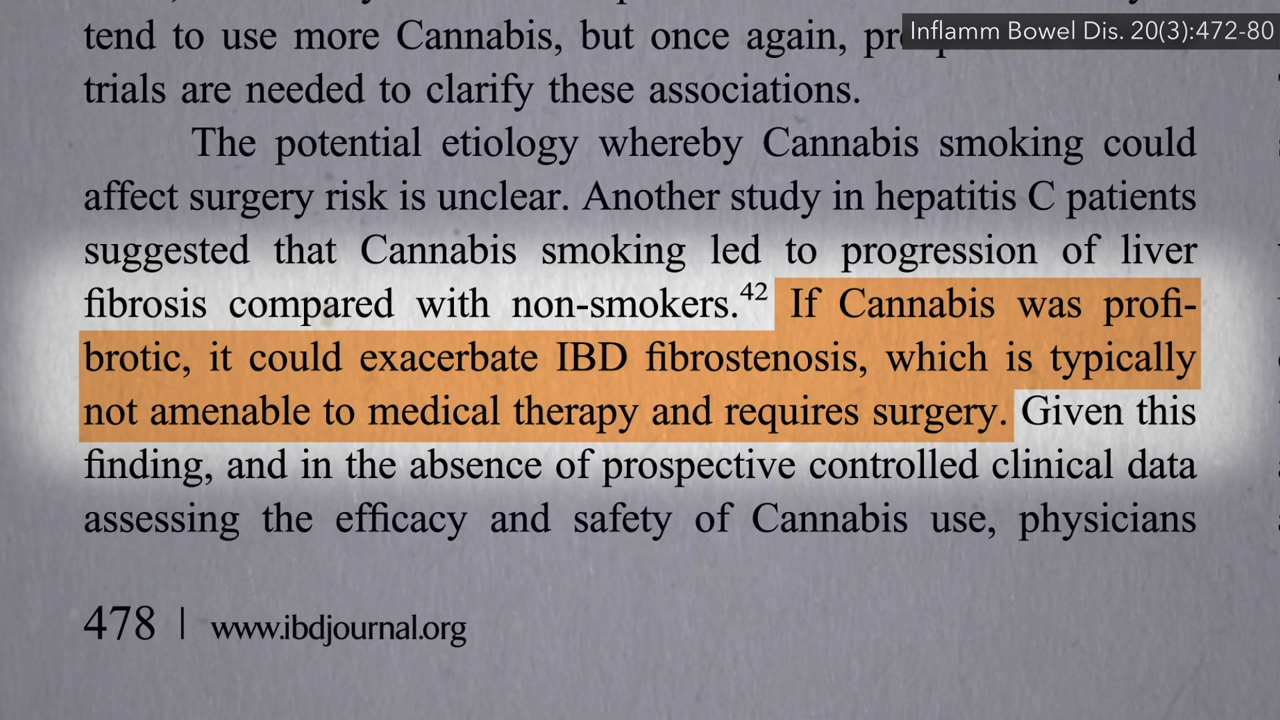 Inflamm Bowel Dis. 20(3):472-80
tend to use more Cannabis, but once again,
trials are needed to clarify these associations.
The potential etiology whereby Cannabis smoking could
affect surgery risk is unclear. Another study in hepatitis C patients
suggested that Cannabis smoking led to progression of liver
fibrosis compared with non-smokers.42 If Cannabis was profi-
brotic, it could exacerbate IBD fibrostenosis, which is typically
not amenable to medical therapy and requires surgery. Given this
finding, and in the absence of prospective controlled clinical data
assessing the efficacy and safety of Cannabis use, physicians
478 | www.ibdjournal.org